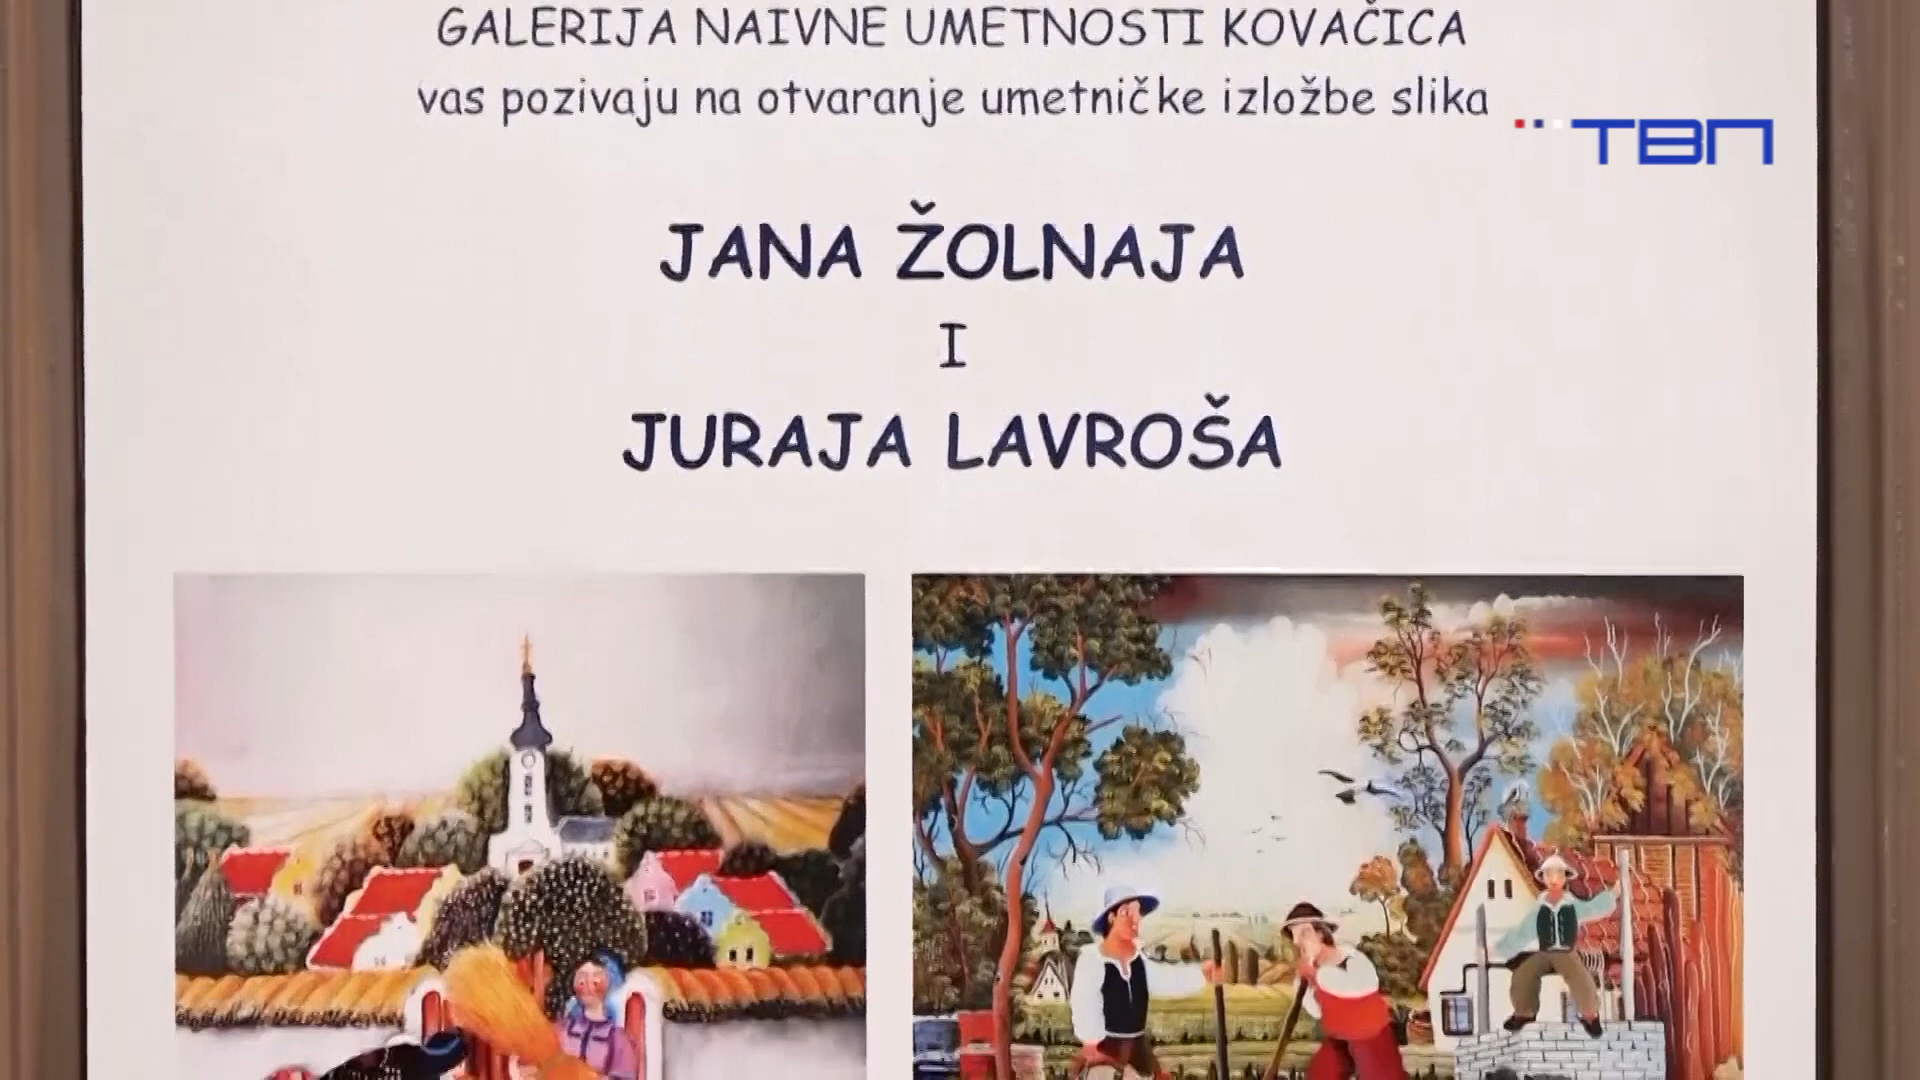 GALERIJA NAIVNE UMETNOSTI KOVAČICA
vas pozivaju na otvaranje umetničke izložbe slika
ТВП
JANA ŽOLNAJA
I
JURAJA LAVROŠA